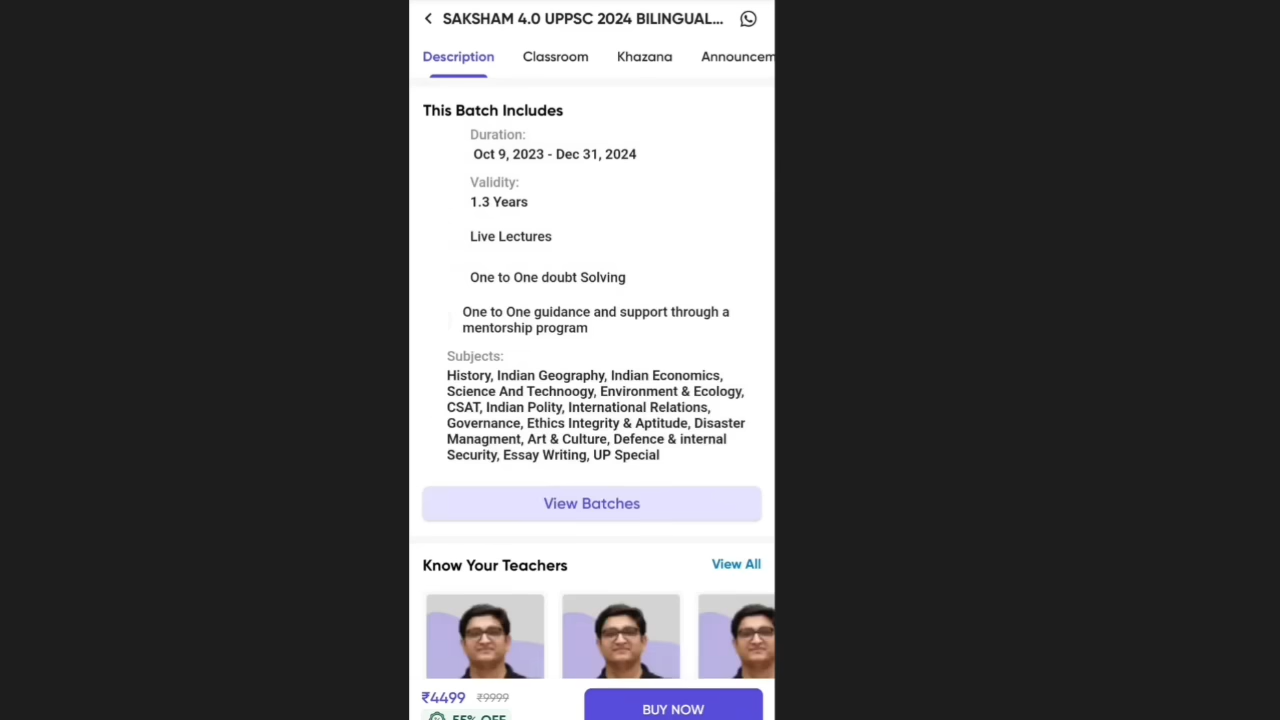 SAKSHAM 4.0 UPPSC 2024 BILINGUAL...
Description Classroom Khazana Announcem
This Batch Includes
Duration:
Oct 9, 2023 - Dec 31, 2024
Validity:
1.3 Years
Live Lectures
One to One doubt Solving
One to One guidance and support through a
mentorship program
Subjects:
History, Indian Geography, Indian Economics,
Science And Technoogy, Environment & Ecology,
CSAT, Indian Polity, International Relations,
Governance, Ethics Integrity & Aptitude, Disaster
Managment, Art & Culture, Defence & internal
Security, Essay Writing, UP Special
View Batches
Know Your Teachers View All
₹4499 ₹9999
55% OFF
BUY NOW